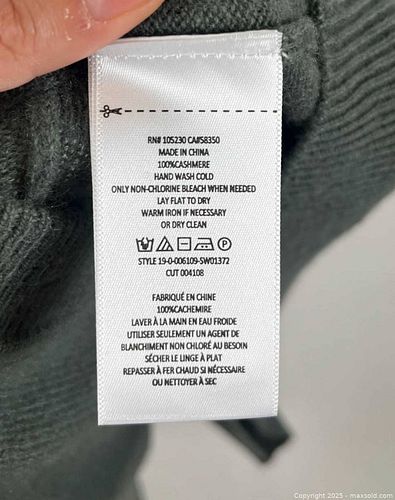 RN# 105230 CA#58350
MADE IN CHINA
100%CASHMERE
HAND WASH COLD
ONLY NON-CHLORINE BLEACH WHEN NEEDED
LAY FLAT TO DRY
WARM IRON IF NECESSARY
OR DRY CLEAN
STYLE 19-0-006109-SW01372
CUT 004108
FABRIQUÉ EN CHINE
100%CACHEMIRE
LAVER À LA MAIN EN EAU FROIDE
UTILISER SEULEMENT UN AGENT DE
BLANCHIMENT NON CHLORÉ AU BESOIN
SÉCHER LE LINGE À PLAT
REPASSER À FER CHAUD SI NÉCESSAIRE
OU NETTOYER À SEC
Copyright 2025 - maxsold.com